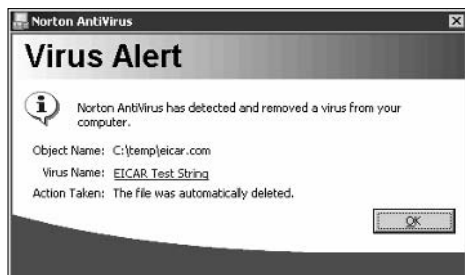 Norton AntiVirus
Virus Alert
Norton AntiVirus has detected and removed a virus from your
computer.
Object Name: C:\temp\eicar.com
Virus Name: EICAR Test String
Action Taken: The file was automatically deleted.
OK